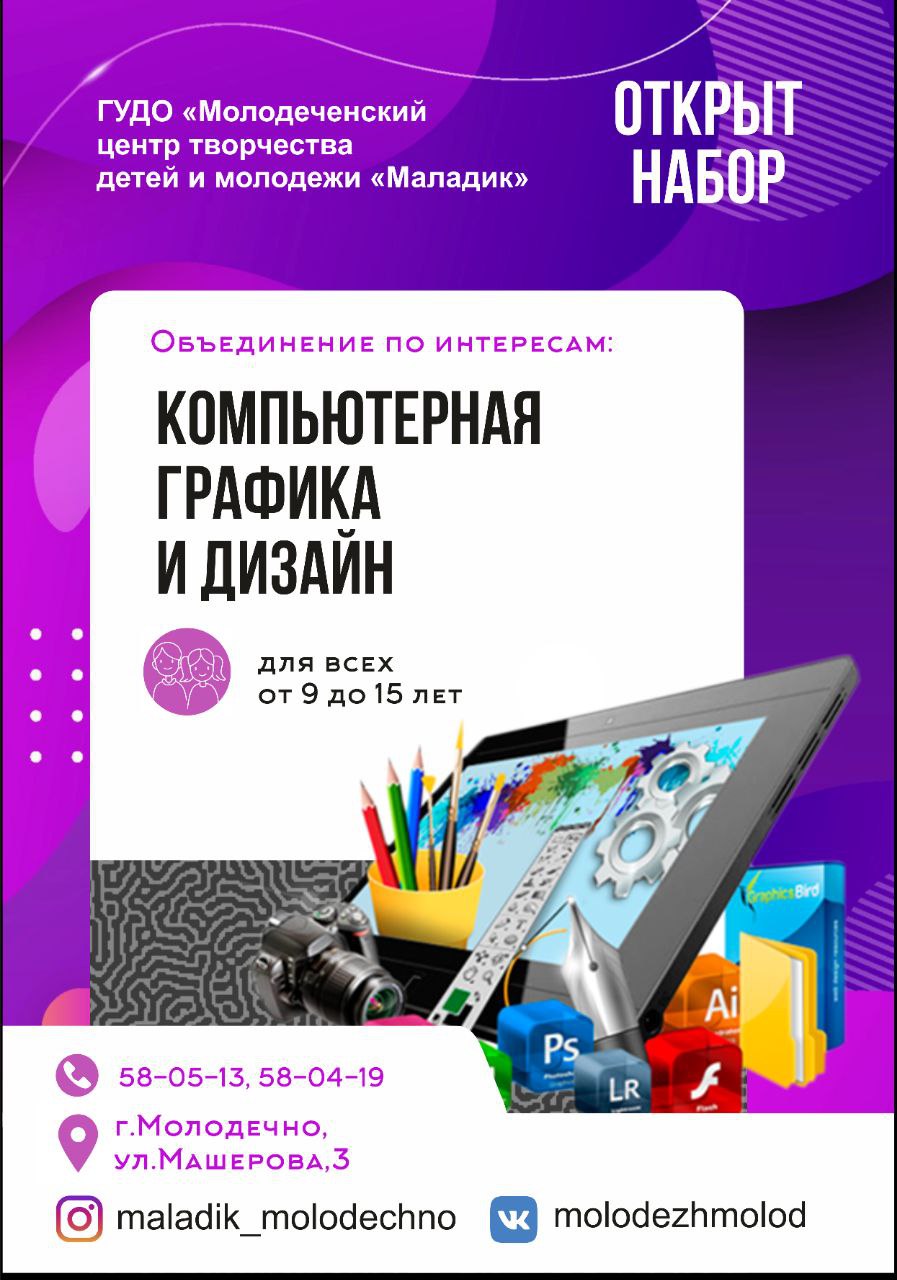 ГУДО «Молодеченский
центр творчества
детей и молодежи «Маладик»
ОТКРЫТ
НАБОР
Объединение по интересам:
КОМПЬЮТЕРНАЯ
ГРАФИКА
И ДИЗАЙН
для всех
от 9 до 15 лет
GraphicsBird
Ai
Ps
Photoshop
LR
Flash
58-05-13, 58-04-19
г.Молодечно,
ул.Машерова,3
maladik_molodechno
molodezhmolod